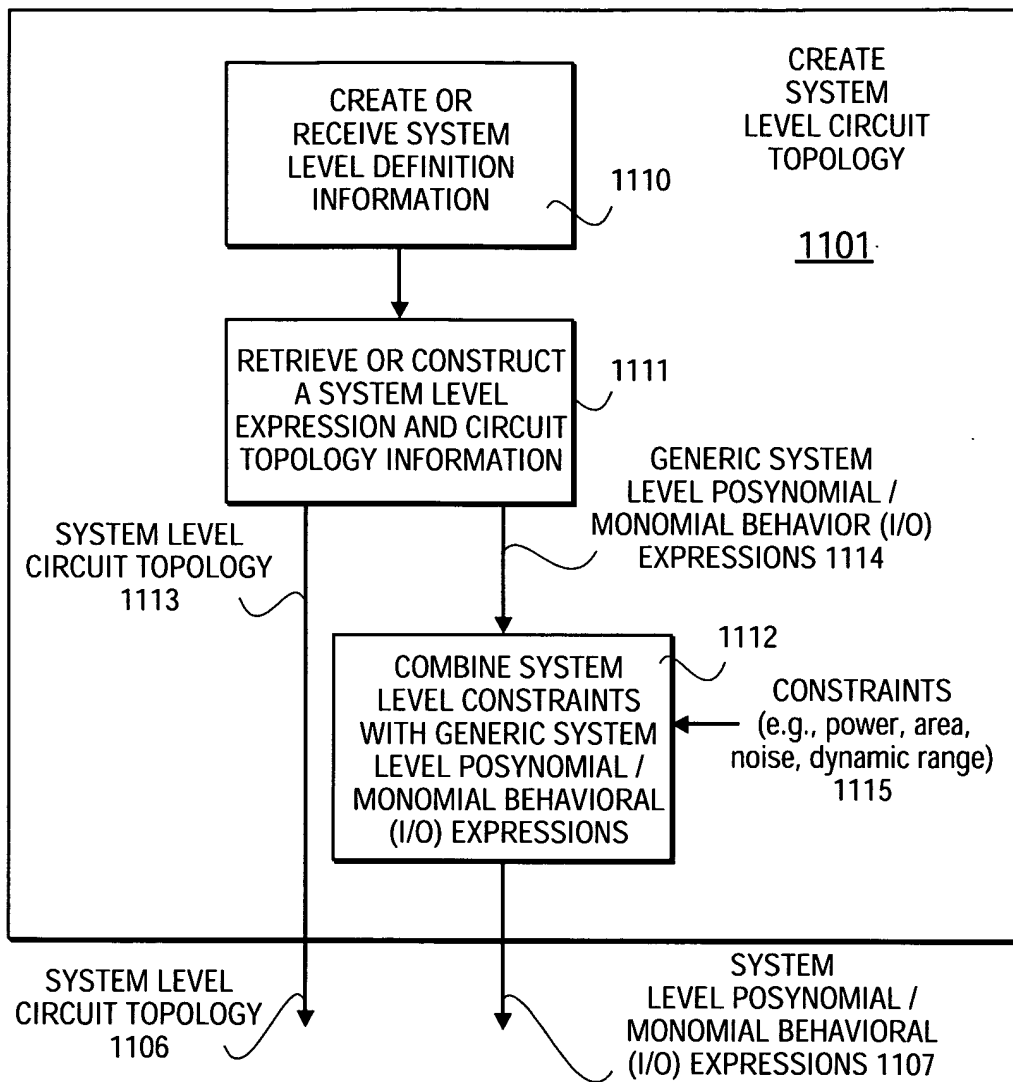 CREATE
SYSTEM
LEVEL CIRCUIT
TOPOLOGY
1101
CREATE OR
RECEIVE SYSTEM
LEVEL DEFINITION
INFORMATION
1110
RETRIEVE OR CONSTRUCT
A SYSTEM LEVEL
EXPRESSION AND CIRCUIT
TOPOLOGY INFORMATION
1111
SYSTEM LEVEL
CIRCUIT TOPOLOGY
1113
GENERIC SYSTEM
LEVEL POSYNOMIAL /
MONOMIAL BEHAVIOR (I/O)
EXPRESSIONS 1114
COMBINE SYSTEM
LEVEL CONSTRAINTS
WITH GENERIC SYSTEM
LEVEL POSYNOMIAL /
MONOMIAL BEHAVIORAL
(I/O) EXPRESSIONS
1112
CONSTRAINTS
(e.g., power, area,
noise, dynamic range)
1115
SYSTEM LEVEL
CIRCUIT TOPOLOGY
1106
SYSTEM
LEVEL POSYNOMIAL /
MONOMIAL BEHAVIORAL
(I/O) EXPRESSIONS 1107